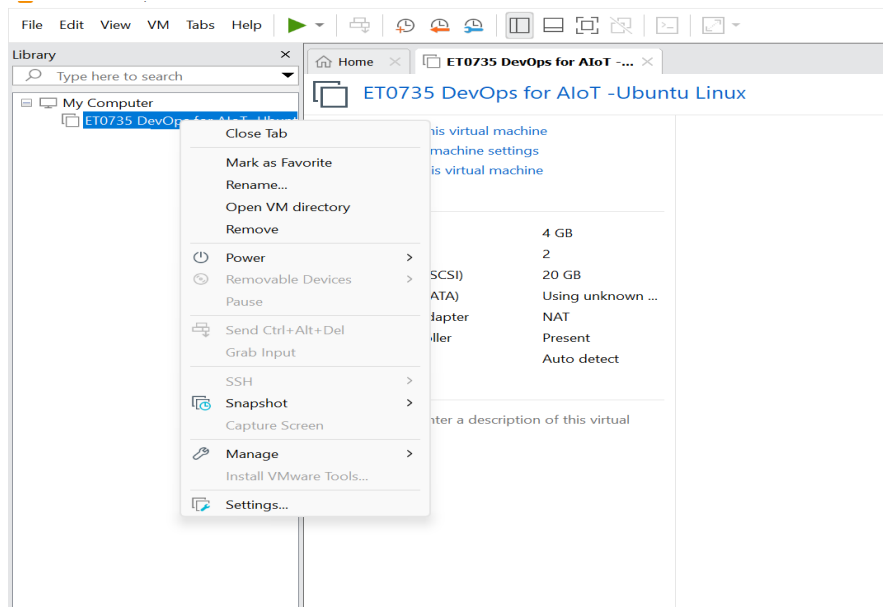 File Edit View VM Tabs Help
Library
Type here to search
My Computer
ET0735 DevOps for AIoT -Ubunt
Home
ET0735 DevOps for AIoT -...
ET0735 DevOps for AIoT -Ubuntu Linux
Close Tab
Mark as Favorite
Rename...
Open VM directory
Remove
Power
Removable Devices
Pause
Send Ctrl+Alt+Del
Grab Input
SSH
Snapshot
Capture Screen
Manage
Install VMware Tools...
Settings...
his virtual machine
machine settings
is virtual machine
4 GB
2
SCSI) 20 GB
ATA) Using unknown ...
dapter NAT
ller Present
Auto detect
nter a description of this virtual